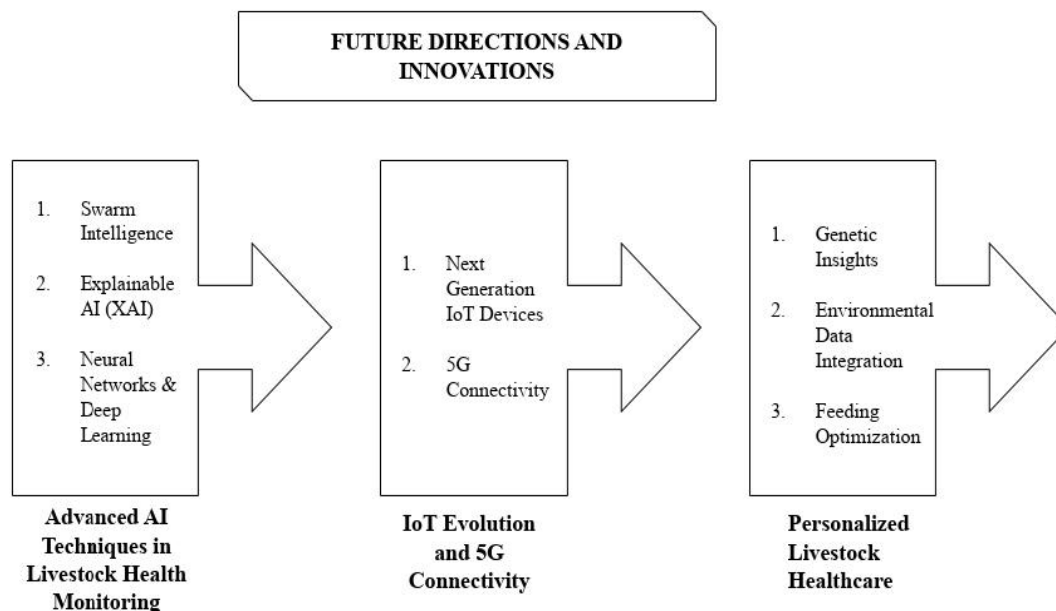 FUTURE DIRECTIONS AND
INNOVATIONS
1. Swarm
Intelligence
2. Explainable
AI (XAI)
3. Neural
Networks &
Deep
Learning
Advanced AI
Techniques in
Livestock Health
Monitoring
1. Next
Generation
IoT Devices
2. 5G
Connectivity
IoT Evolution
and 5G
Connectivity
1. Genetic
Insights
2. Environmental
Data
Integration
3. Feeding
Optimization
Personalized
Livestock
Healthcare